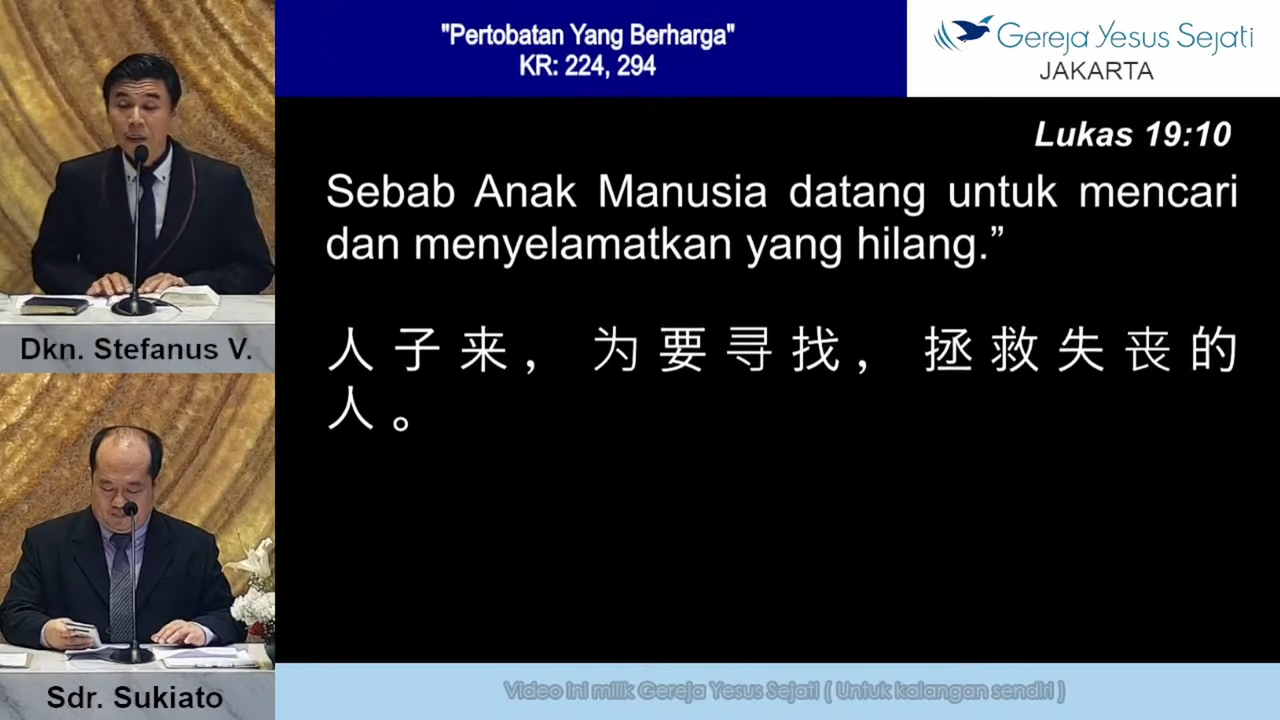 "Pertobatan Yang Berharga"
KR: 224, 294
Gereja Yesus Sejati
JAKARTA
Lukas 19:10
Sebab Anak Manusia datang untuk mencari
dan menyelamatkan yang hilang.”
人子来，为要寻找，拯救失丧的
人。
Dkn. Stefanus V.
Sdr. Sukiato
Video ini milik Gereja Yesus Sejati ( Untuk kalangan sendiri )